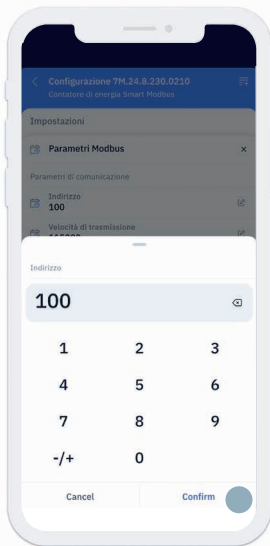 Configurazione 7M.24.8.230.0210
Contatore di energia Smart Modbus
Impostazioni
Parametri Modbus
Parametri di comunicazione
Indirizzo
100
Velocità di trasmissione
Indirizzo
100
1 2 3
4 5 6
7 8 9
-/+ 0
Cancel Confirm